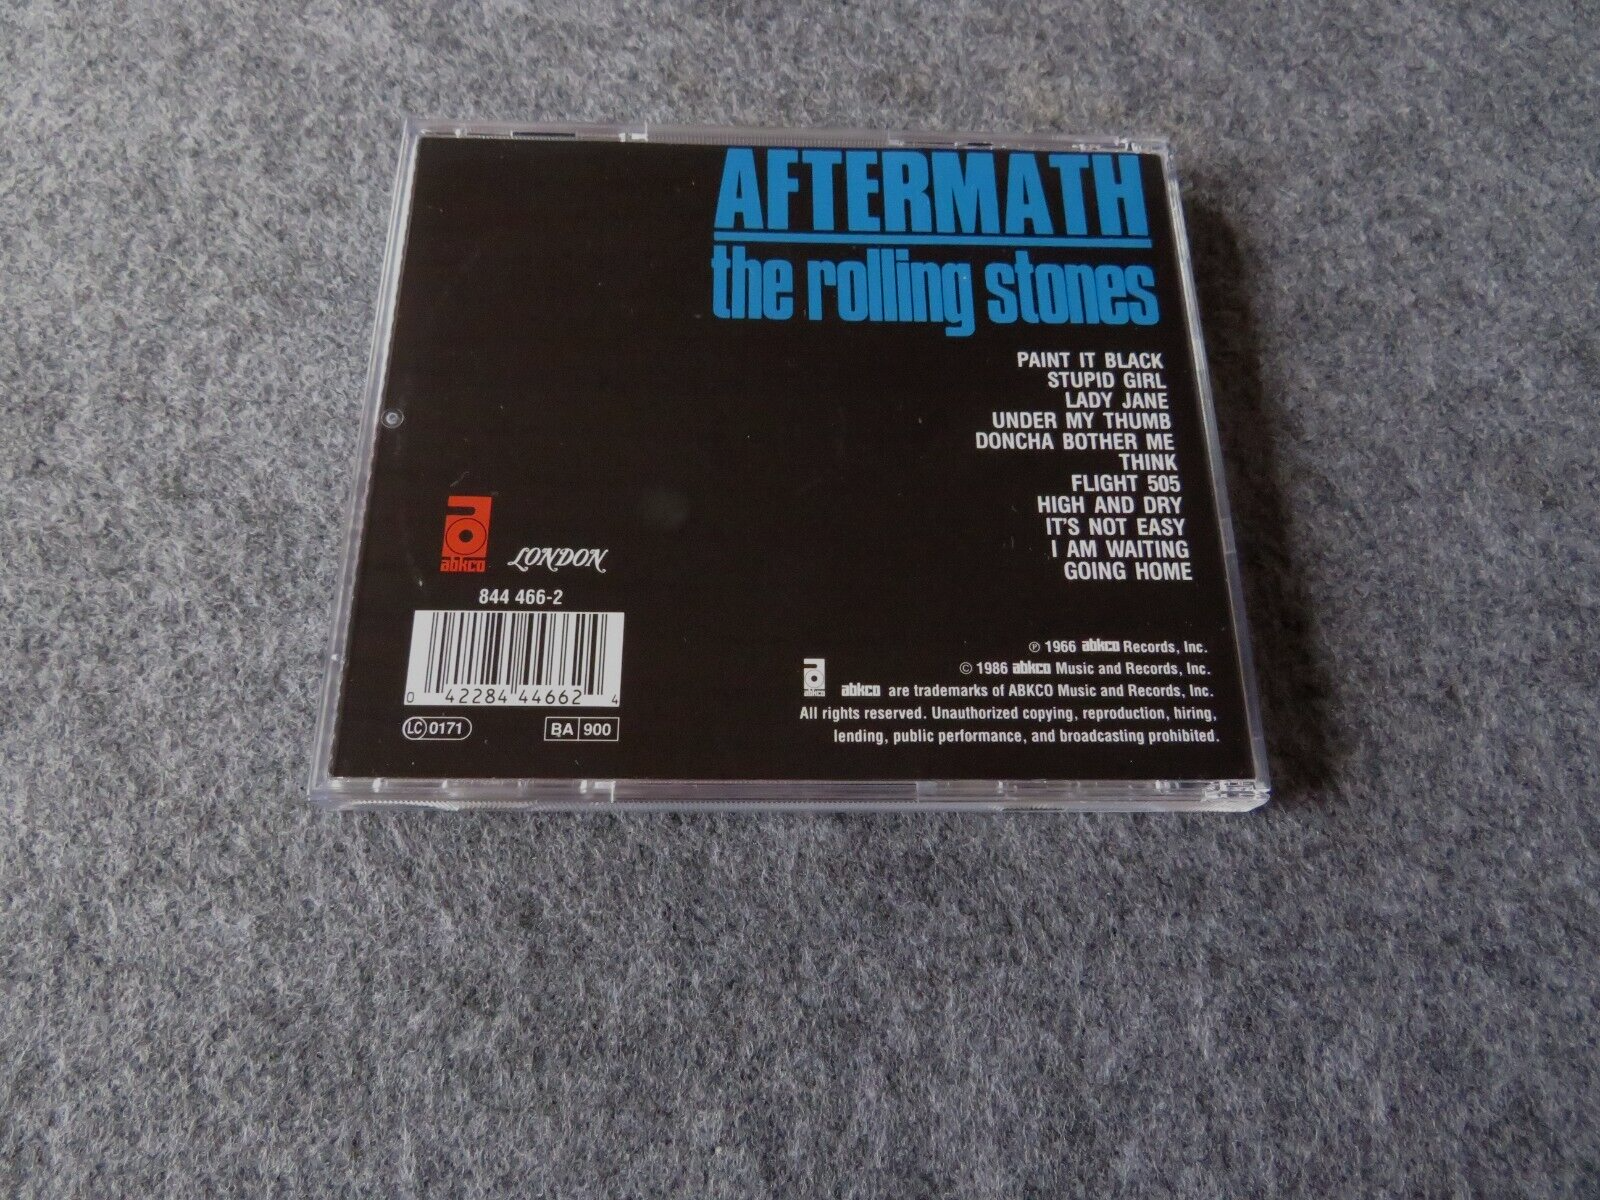 AFTERMATH
the rolling stones
PAINT IT BLACK
STUPID GIRL
LADY JANE
UNDER MY THUMB
DONCHA BOTHER ME
THINK
FLIGHT 505
HIGH AND DRY
IT'S NOT EASY
I AM WAITING
GOING HOME
abkco
LONDON
844 466-2
0 42284 44662 4
LC 0171
BA 900
℗ 1966 abkco Records, Inc.
© 1986 abkco Music and Records, Inc.
abkco abkco are trademarks of ABKCO Music and Records, Inc.
All rights reserved. Unauthorized copying, reproduction, hiring,
lending, public performance, and broadcasting prohibited.